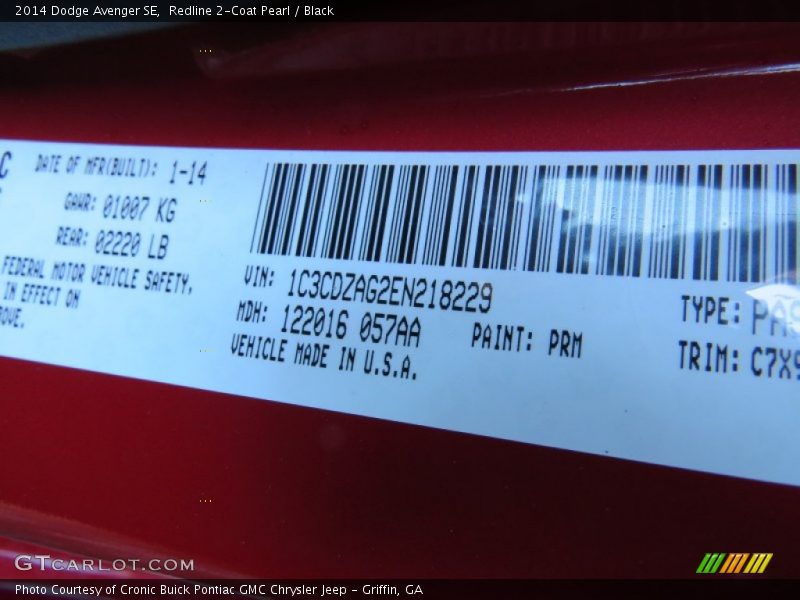 2014 Dodge Avenger SE,  Redline 2-Coat Pearl / Black
C DATE OF MFR(BUILT): 1-14
GAWR: 01007 KG
REAR: 02220 LB
FEDERAL MOTOR VEHICLE SAFETY,
IN EFFECT ON
OVE.
VIN: 1C3CDZAG2EN218229
MDH: 122016 057AA
VEHICLE MADE IN U.S.A.
PAINT: PRM
TYPE: PAS
TRIM: C7X9
GTCARLOT.COM
Photo Courtesy of Cronic Buick Pontiac GMC Chrysler Jeep - Griffin, GA